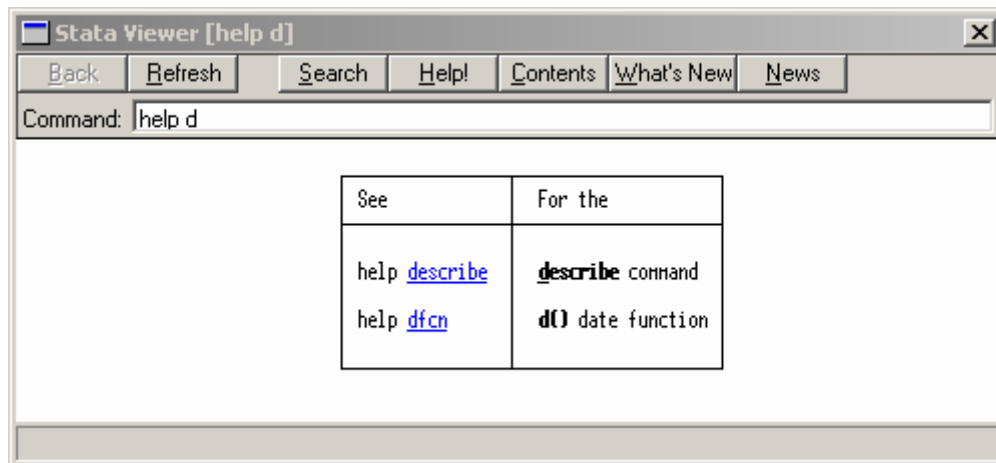 Stata Viewer [help d]
Back Refresh Search Help! Contents What's New News
Command: help d
See For the
help describe describe command
help dfcn d() date function